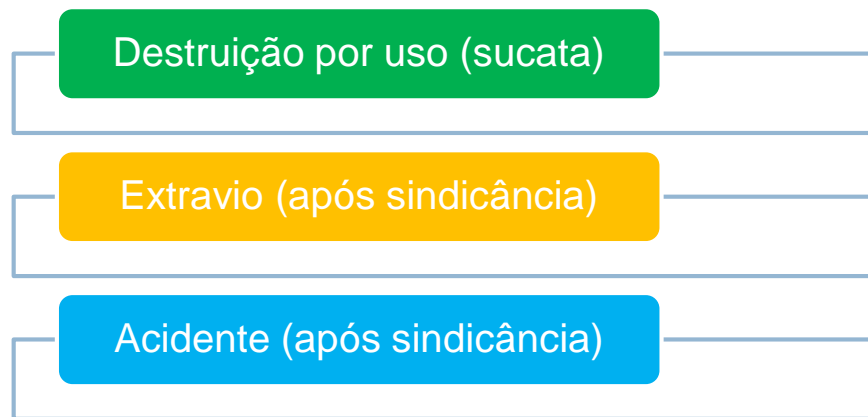 Destruição por uso (sucata)
Extravio (após sindicância)
Acidente (após sindicância)